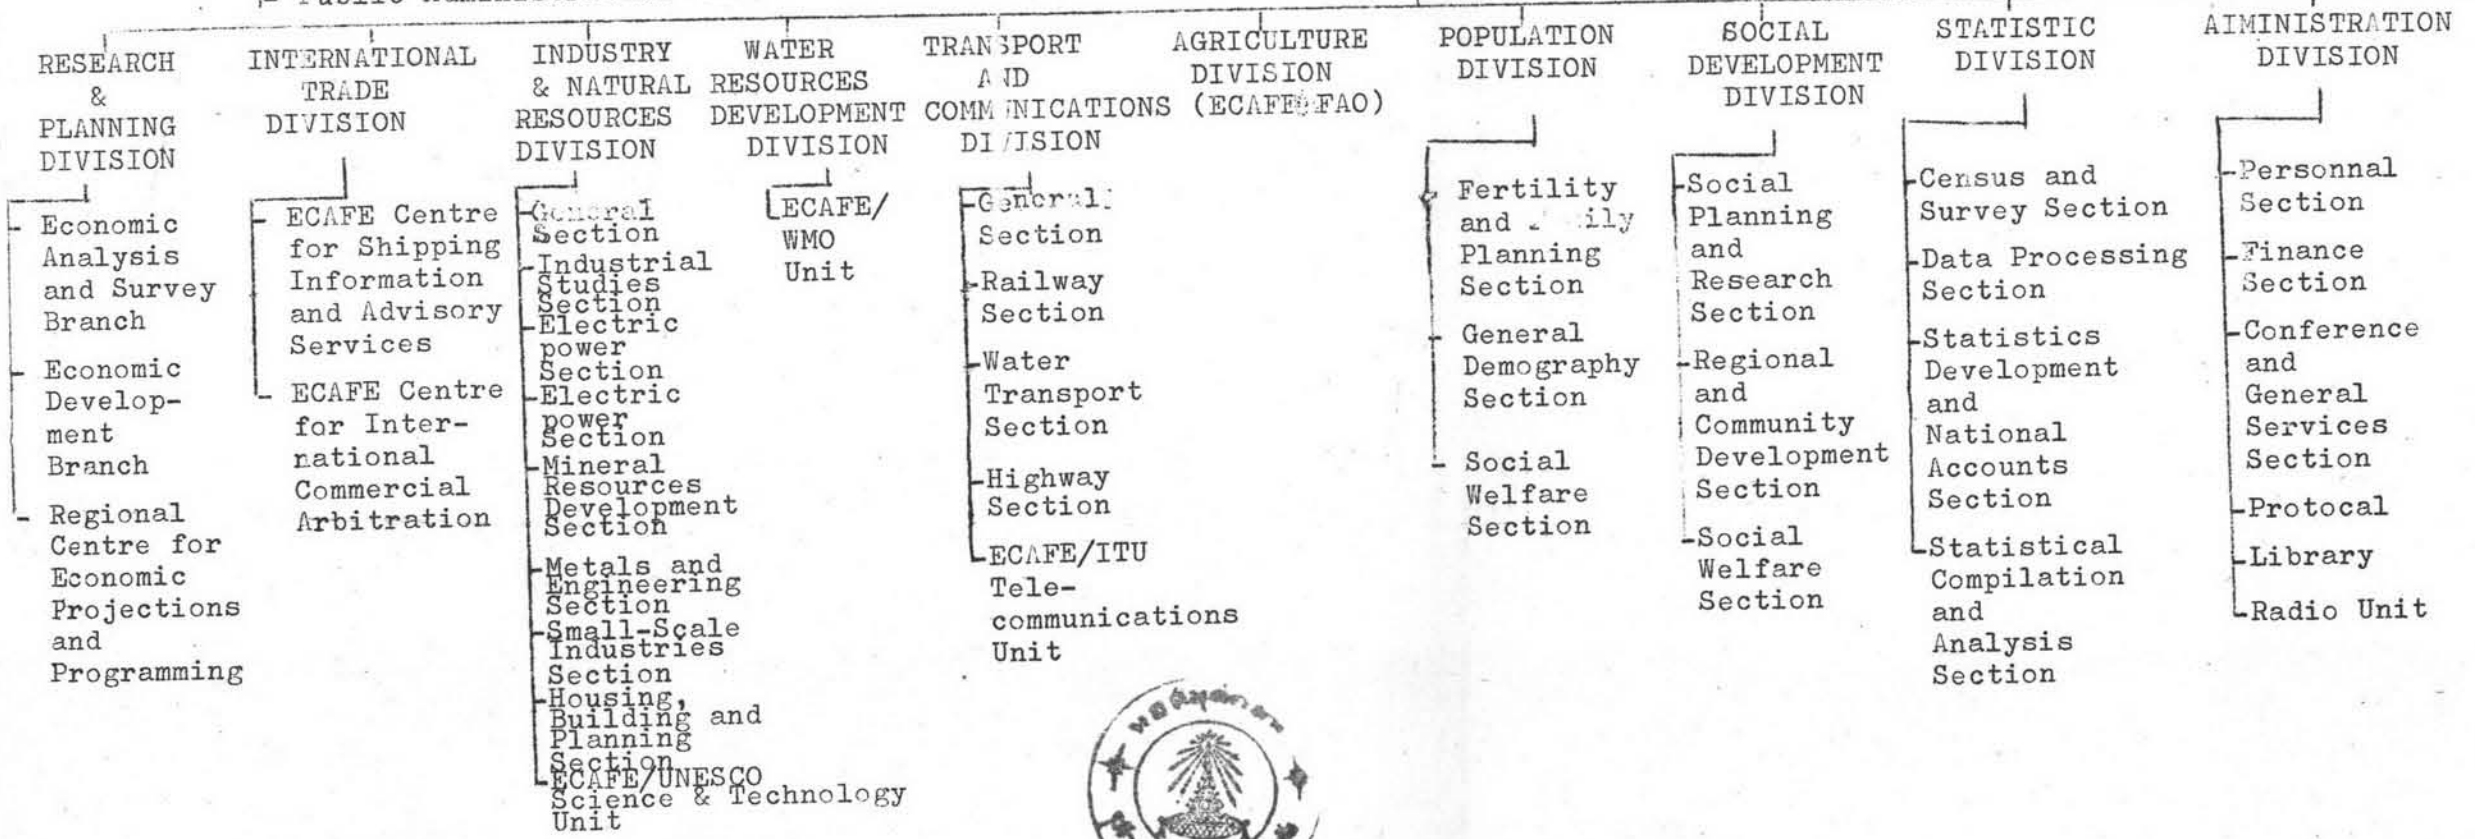 RESEARCH
&
PLANNING
DIVISION
Economic
Analysis
and Survey
Branch
Economic
Develop-
ment
Branch
Regional
Centre for
Economic
Projections
and
Programming
INTERNATIONAL
TRADE
DIVISION
ECAFE Centre
for Shipping
Information
and Advisory
Services
ECAFE Centre
for Inter-
national
Commercial
Arbitration
INDUSTRY
& NATURAL
RESOURCES
DIVISION
General
Section
Industrial
Studies
Section
Electric
power
Section
Electric
power
Section
Mineral
Resources
Development
Section
Metals and
Engineering
Section
Small-Scale
Industries
Section
Housing,
Building and
Planning
Section
ECAFE/UNESCO
Science & Technology
Unit
WATER
RESOURCES
DEVELOPMENT
DIVISION
ECAFE/
WMO
Unit
TRANSPORT
AND
COMMUNICATIONS
DIVISION
General
Section
Railway
Section
Water
Transport
Section
Highway
Section
ECAFE/ITU
Tele-
communications
Unit
AGRICULTURE
DIVISION
(ECAFE FAO)
POPULATION
DIVISION
Fertility
and
Planning
Section
General
Demography
Section
Social
Welfare
Section
SOCIAL
DEVELOPMENT
DIVISION
Social
Planning
and
Research
Section
Regional
and
Community
Development
Section
Social
Welfare
Section
STATISTIC
DIVISION
Census and
Survey Section
Data Processing
Section
Statistics
Development
and
National
Accounts
Section
Statistical
Compilation
and
Analysis
Section
AIMINISTRATION
DIVISION
Personnal
Section
Finance
Section
Conference
and
General
Services
Section
Protocal
Library
Radio Unit